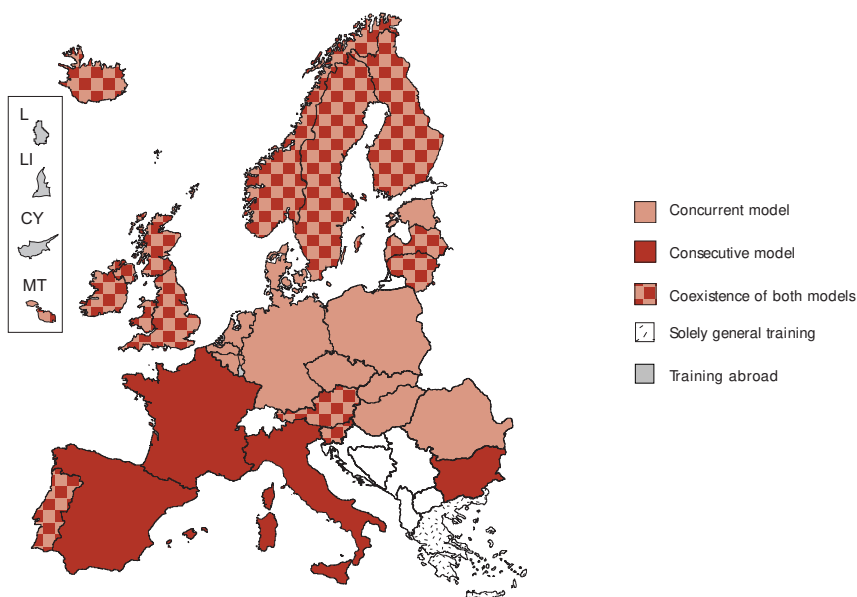 L
LI
CY
MT
Concurrent model
Consecutive model
Coexistence of both models
Solely general training
Training abroad